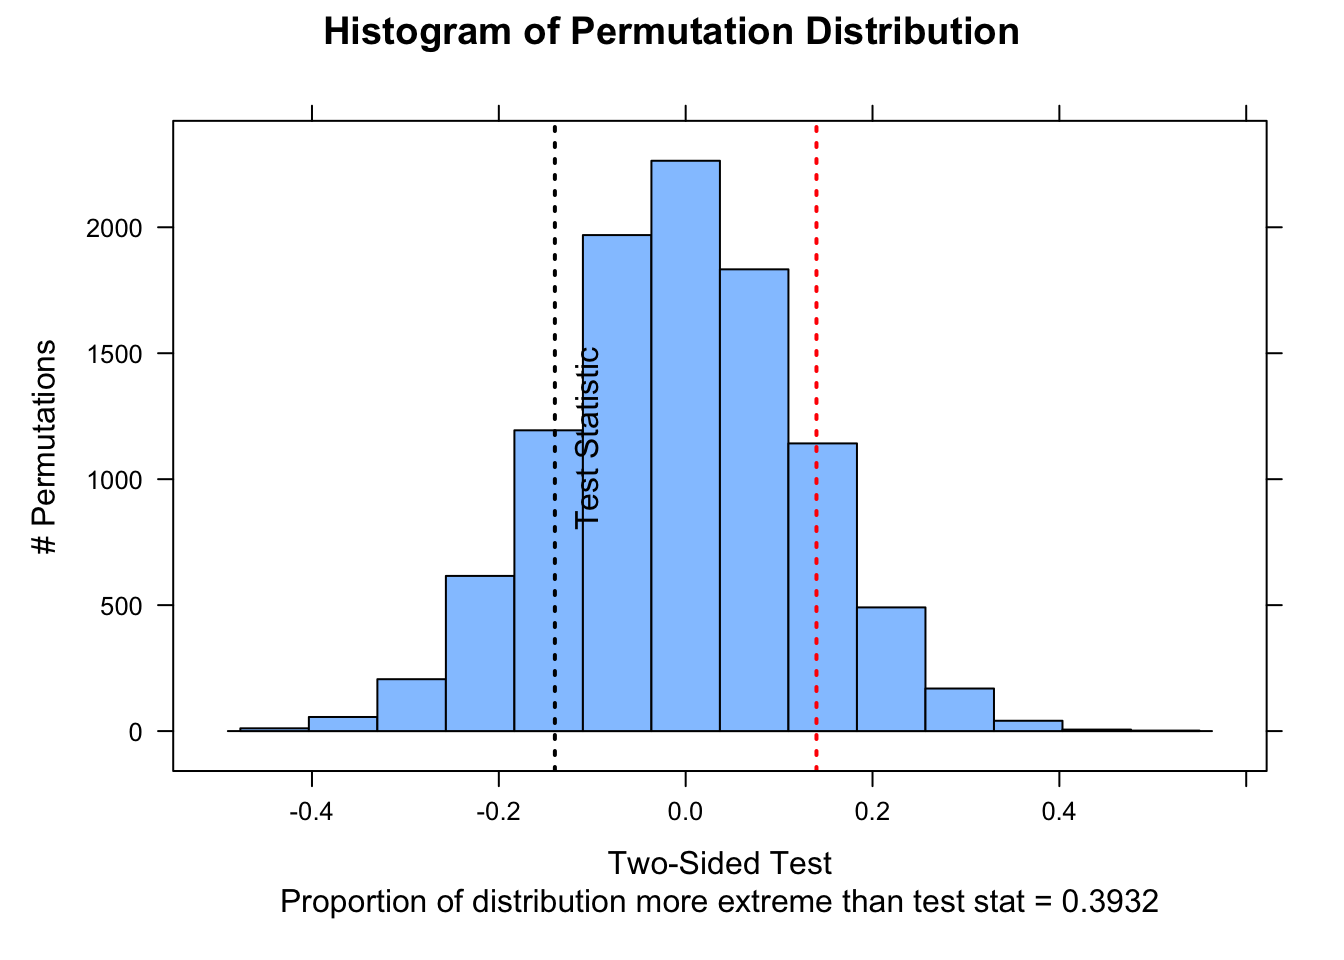 Histogram of Permutation Distribution
2000
1500
1000
500
0
# Permutations
Test Statistic
-0.4 -0.2 0.0 0.2 0.4
Two-Sided Test
Proportion of distribution more extreme than test stat = 0.3932